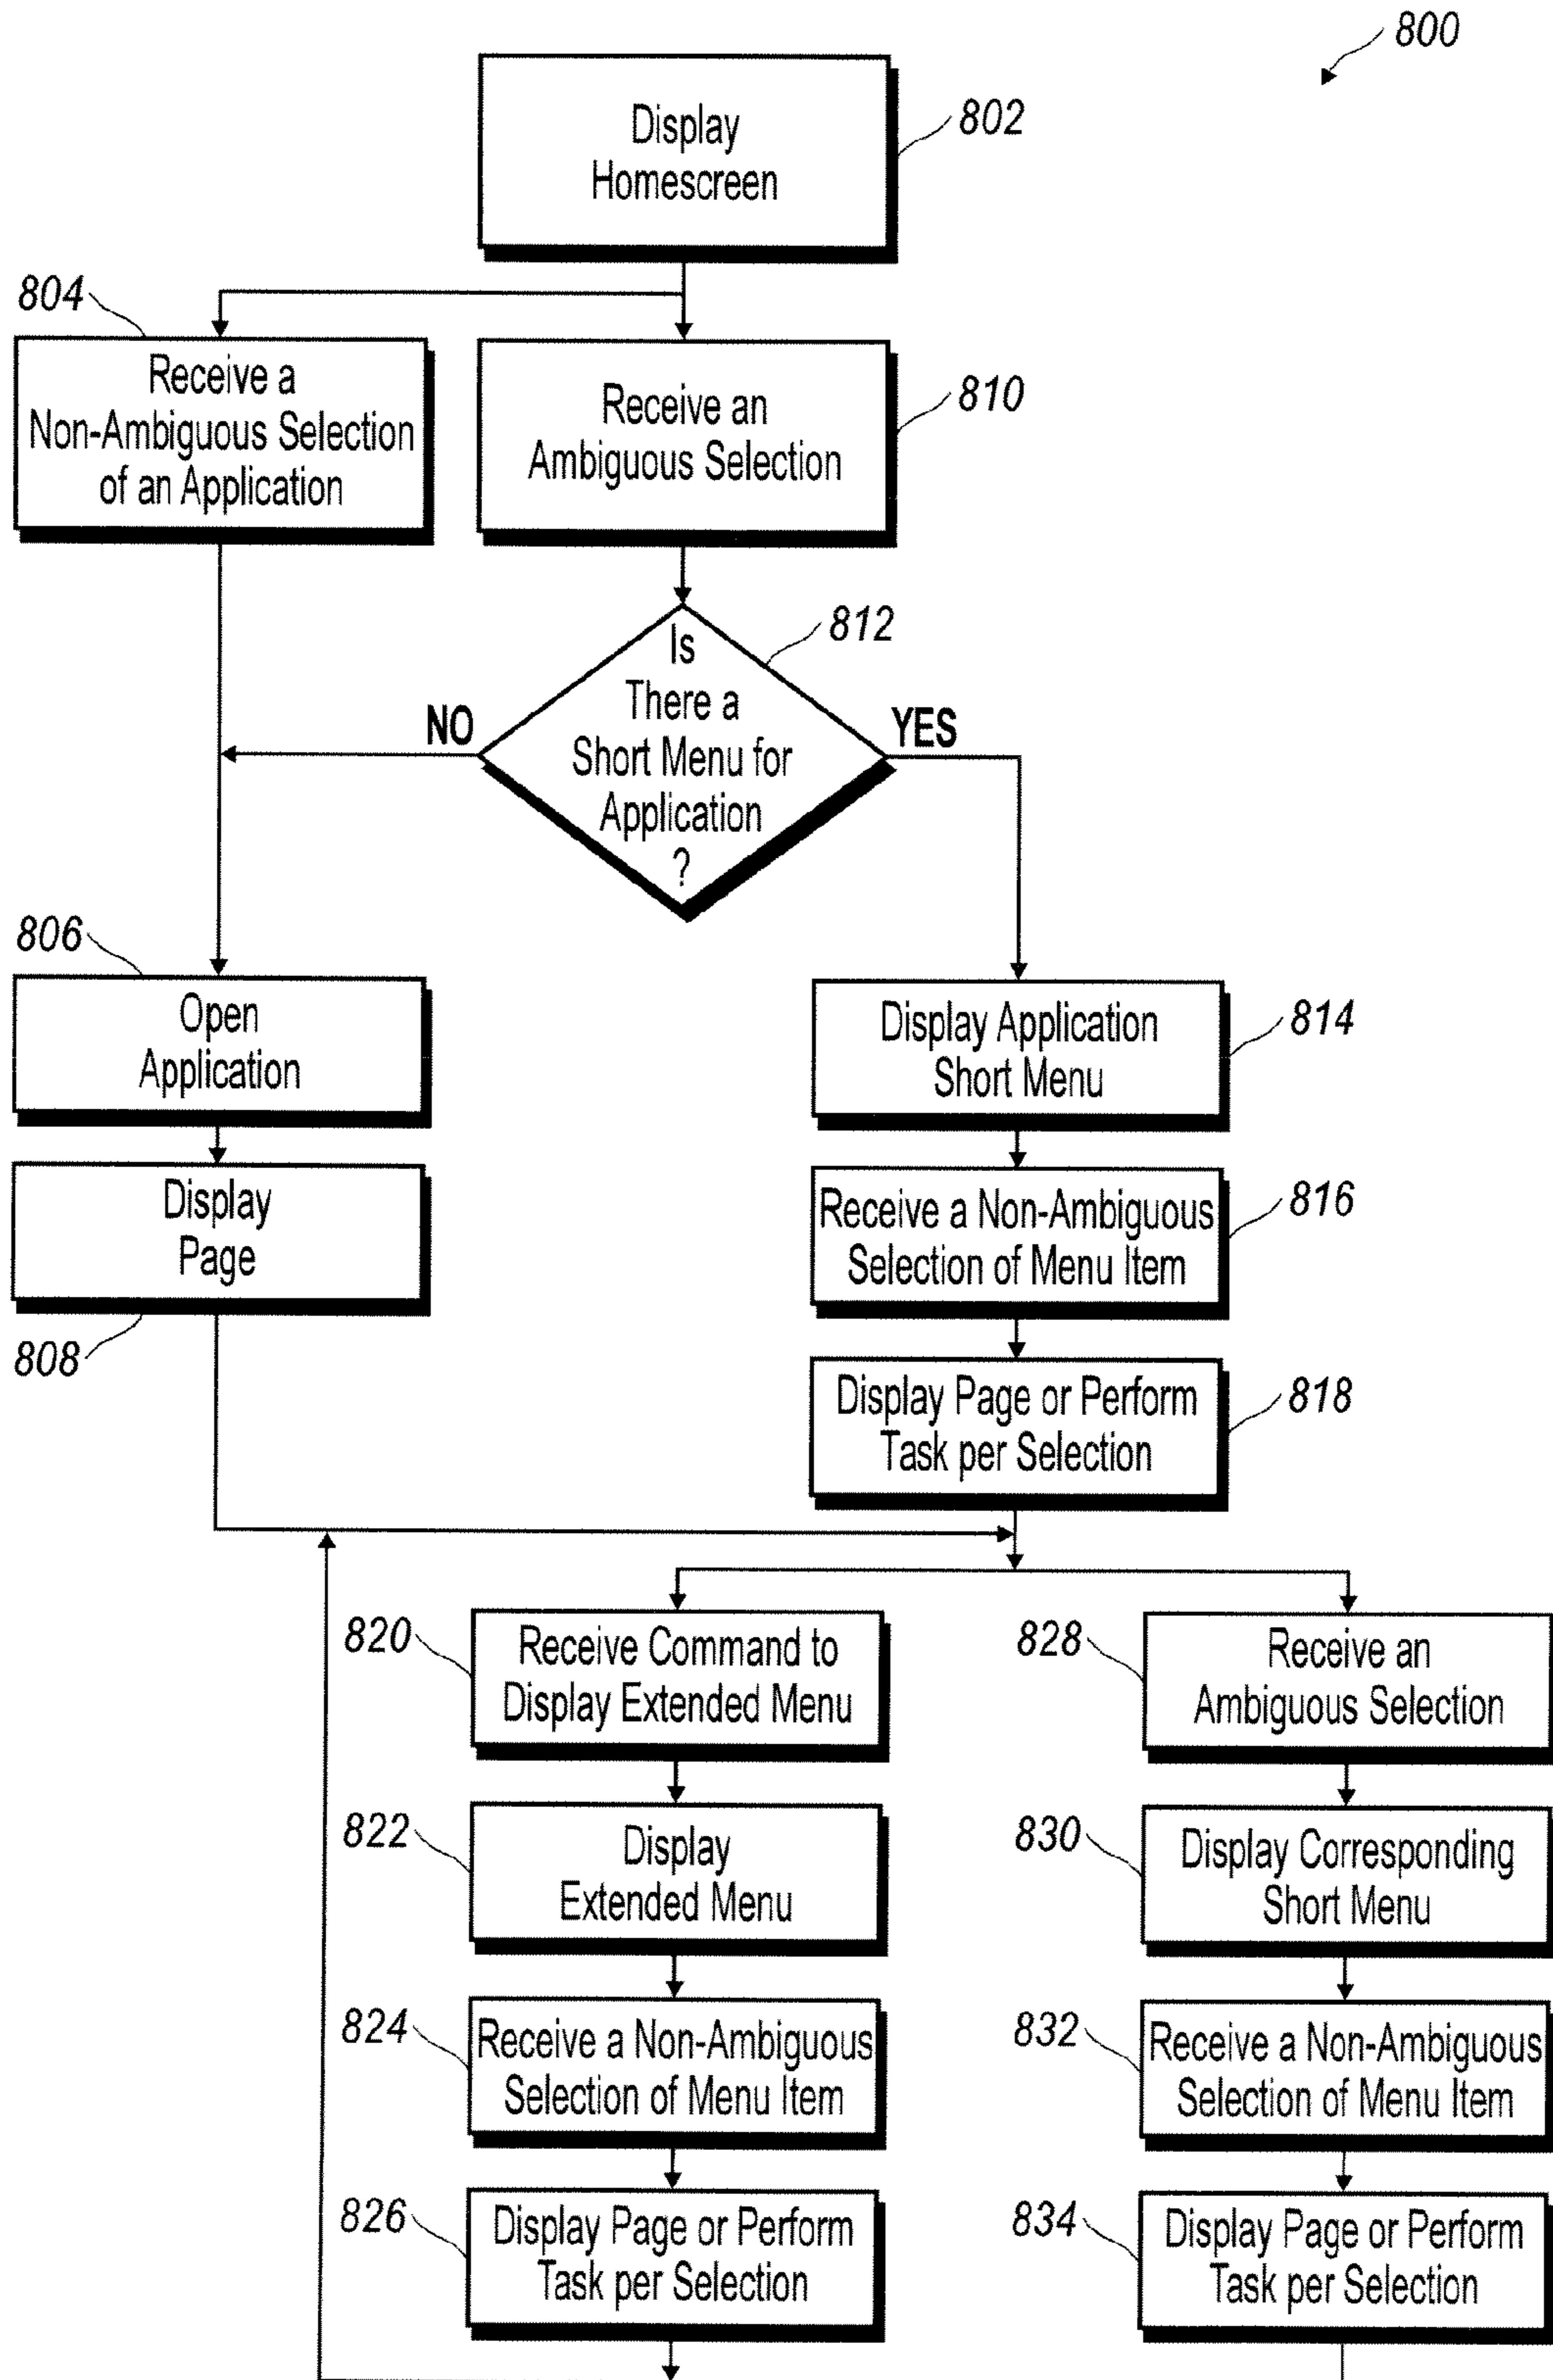 800
Display
Homescreen
802
804
Receive a
Non-Ambiguous Selection
of an Application
Receive an
Ambiguous Selection
810
Is
There a
Short Menu for
Application
?
812
NO
YES
806
Open
Application
Display Application
Short Menu
814
Display
Page
808
Receive a Non-Ambiguous
Selection of Menu Item
816
Display Page or Perform
Task per Selection
818
820
Receive Command to
Display Extended Menu
828
Receive an
Ambiguous Selection
822
Display
Extended Menu
830
Display Corresponding
Short Menu
824
Receive a Non-Ambiguous
Selection of Menu Item
832
Receive a Non-Ambiguous
Selection of Menu Item
826
Display Page or Perform
Task per Selection
834
Display Page or Perform
Task per Selection